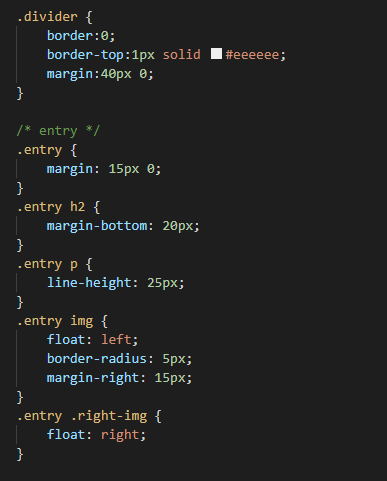 .divider {
    border:0;
    border-top:1px solid #eeeeee;
    margin:40px 0;
}

/* entry */
.entry {
    margin: 15px 0;
}
.entry h2 {
    margin-bottom: 20px;
}
.entry p {
    line-height: 25px;
}
.entry img {
    float: left;
    border-radius: 5px;
    margin-right: 15px;
}
.entry .right-img {
    float: right;
}